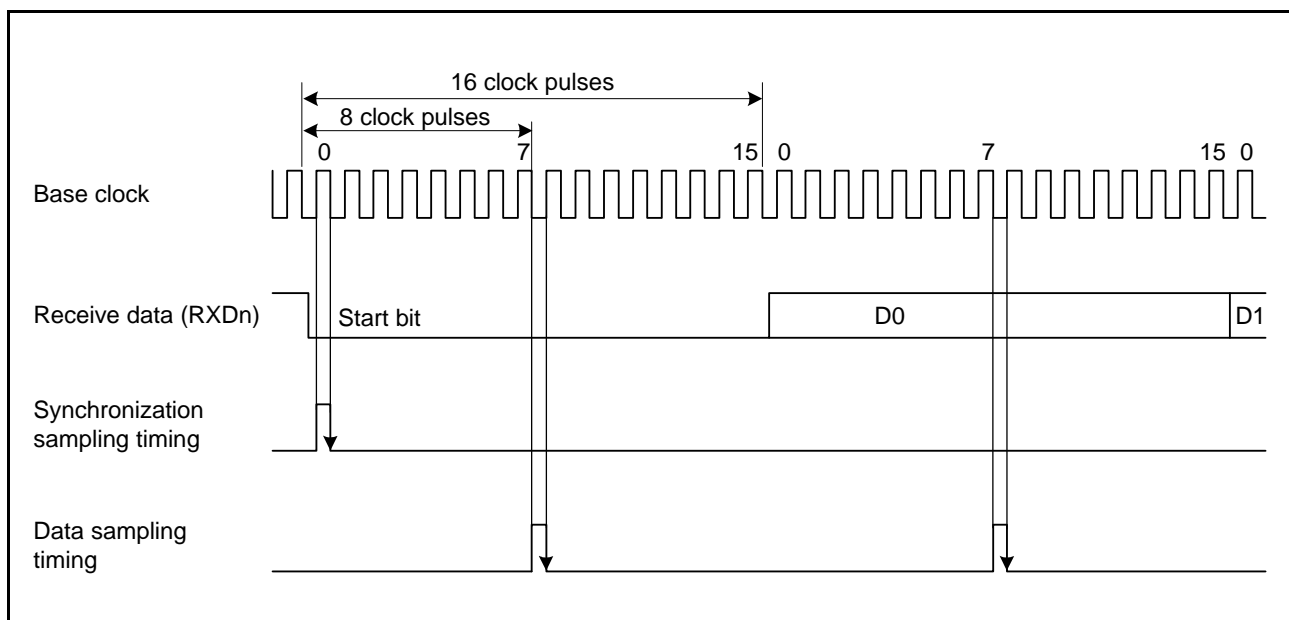 16 clock pulses
8 clock pulses
0 7 15 0 7 15 0
Base clock
Receive data (RXDn)
Start bit
D0
D1
Synchronization
sampling timing
Data sampling
timing